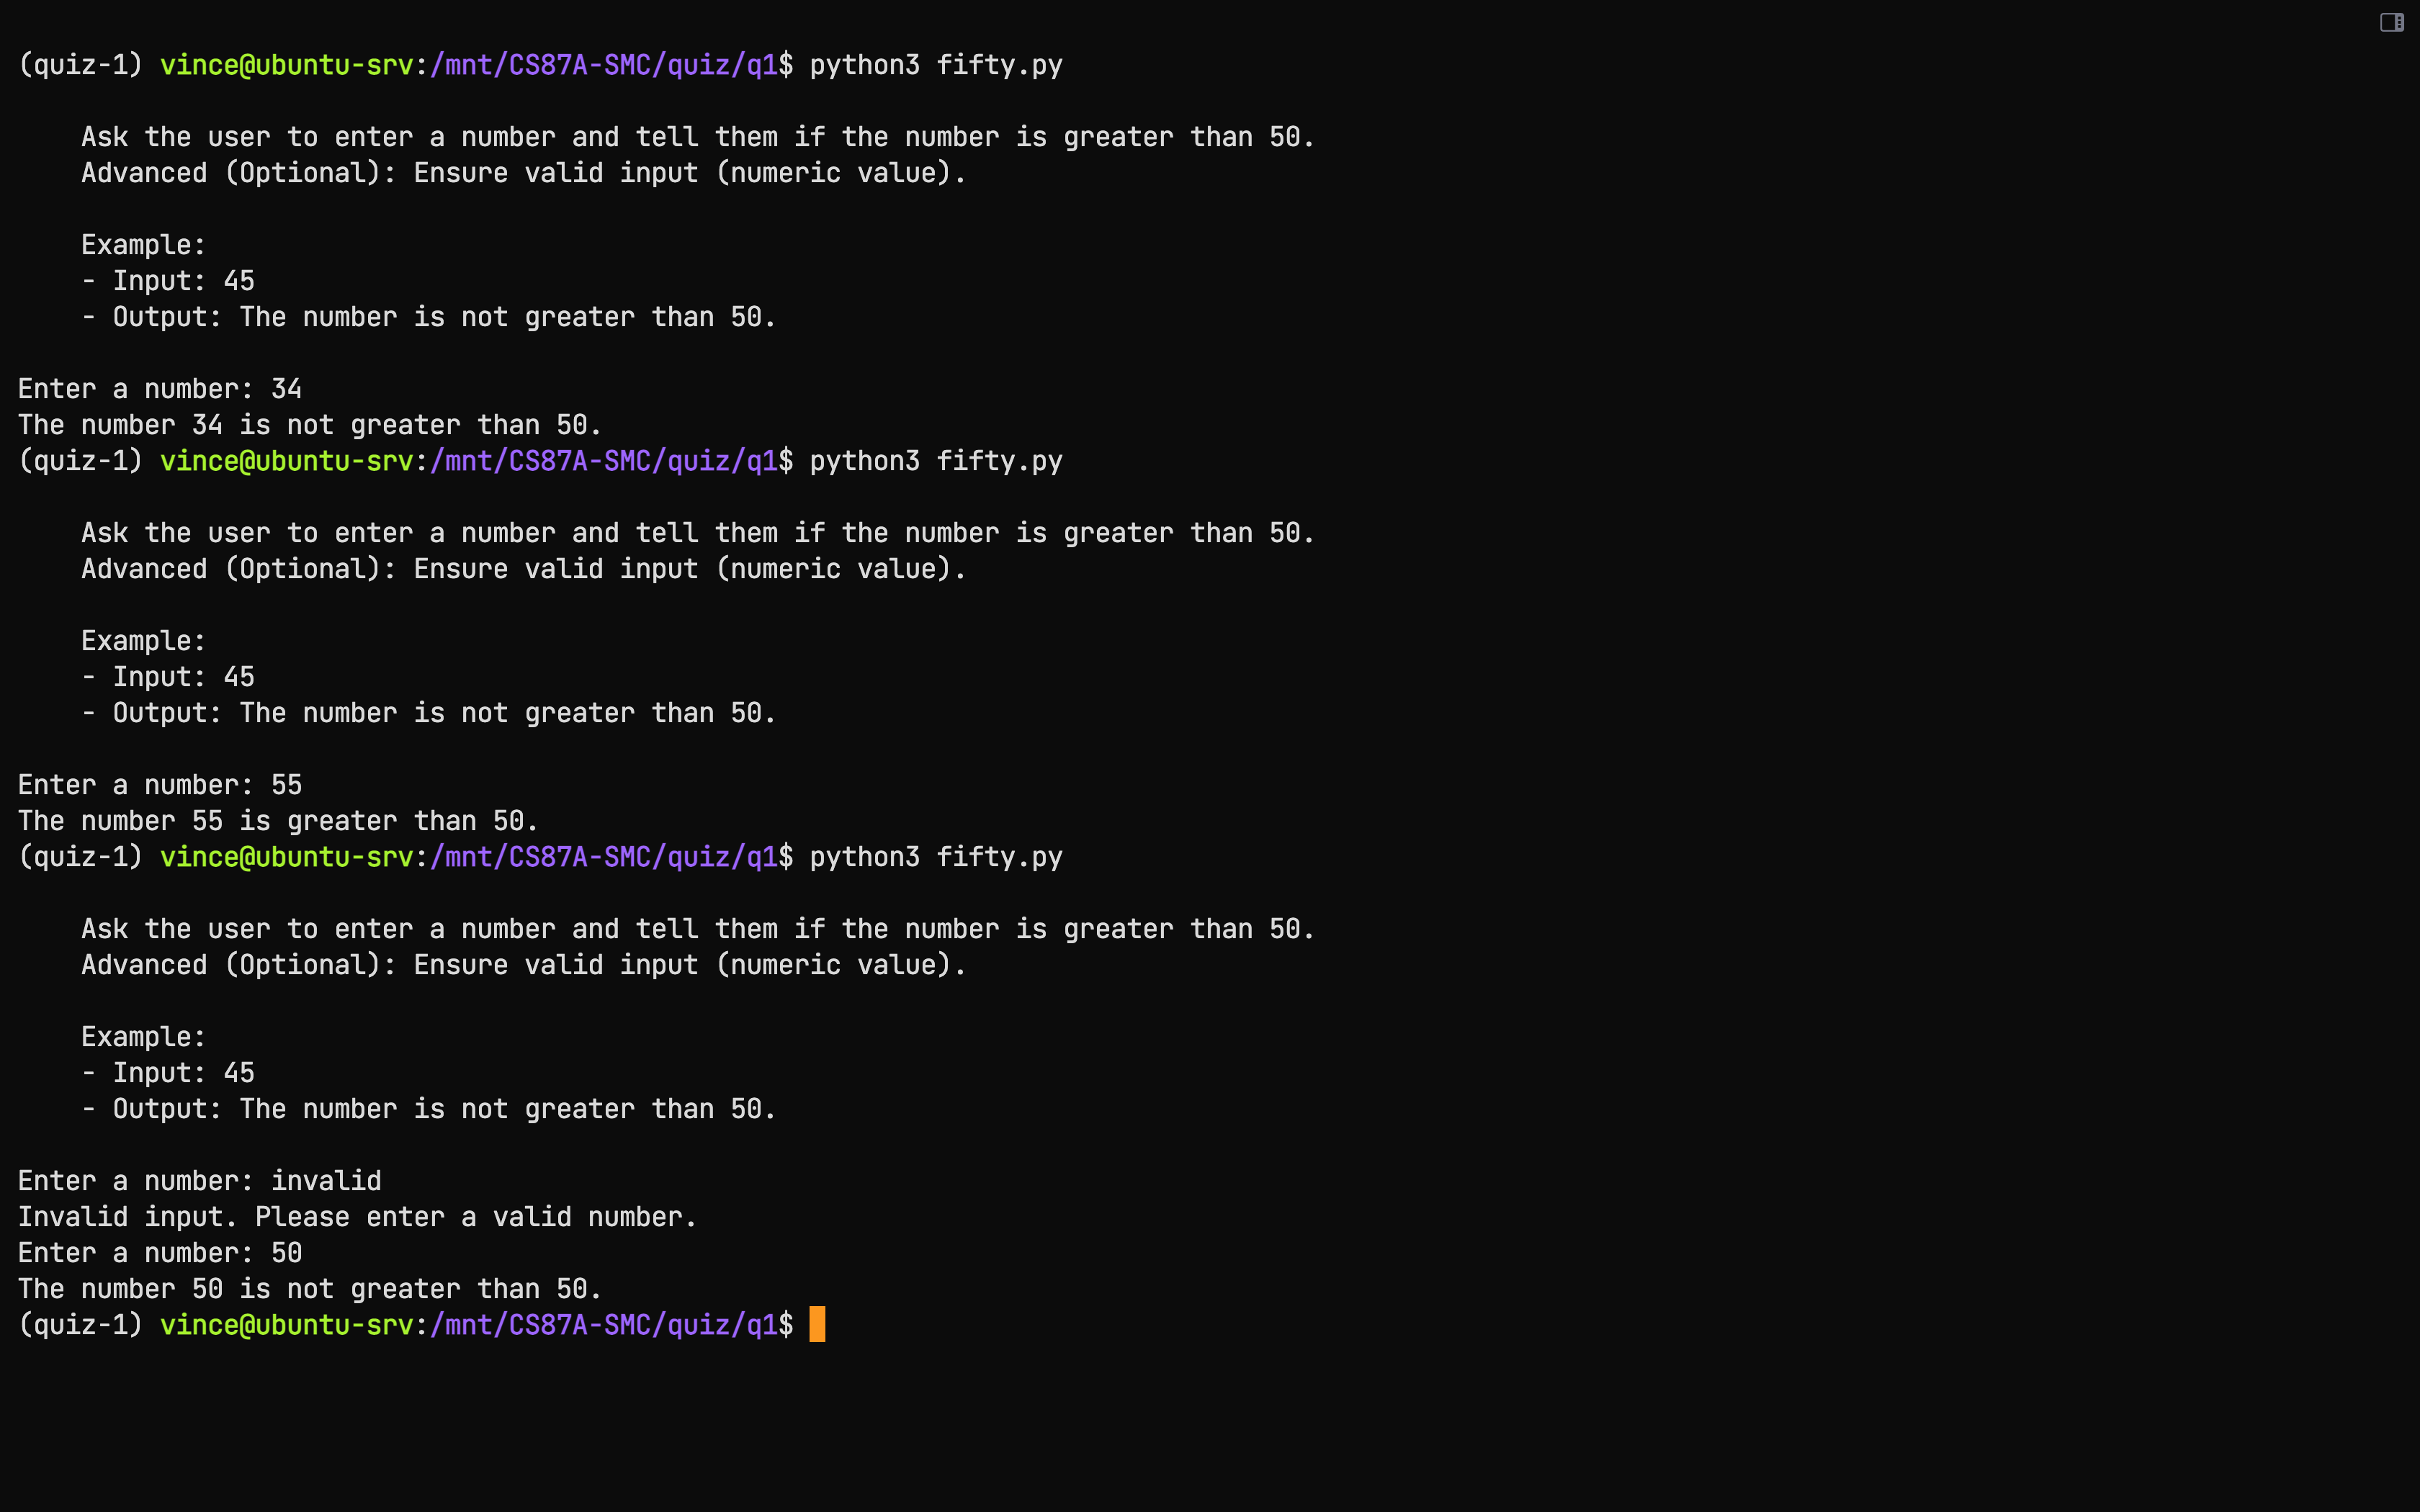 (quiz-1) vince@ubuntu-srv:/mnt/CS87A-SMC/quiz/q1$ python3 fifty.py
Ask the user to enter a number and tell them if the number is greater than 50.
Advanced (Optional): Ensure valid input (numeric value).
Example:
- Input: 45
- Output: The number is not greater than 50.
Enter a number: 34
The number 34 is not greater than 50.
(quiz-1) vince@ubuntu-srv:/mnt/CS87A-SMC/quiz/q1$ python3 fifty.py
Ask the user to enter a number and tell them if the number is greater than 50.
Advanced (Optional): Ensure valid input (numeric value).
Example:
- Input: 45
- Output: The number is not greater than 50.
Enter a number: 55
The number 55 is greater than 50.
(quiz-1) vince@ubuntu-srv:/mnt/CS87A-SMC/quiz/q1$ python3 fifty.py
Ask the user to enter a number and tell them if the number is greater than 50.
Advanced (Optional): Ensure valid input (numeric value).
Example:
- Input: 45
- Output: The number is not greater than 50.
Enter a number: invalid
Invalid input. Please enter a valid number.
Enter a number: 50
The number 50 is not greater than 50.
(quiz-1) vince@ubuntu-srv:/mnt/CS87A-SMC/quiz/q1$